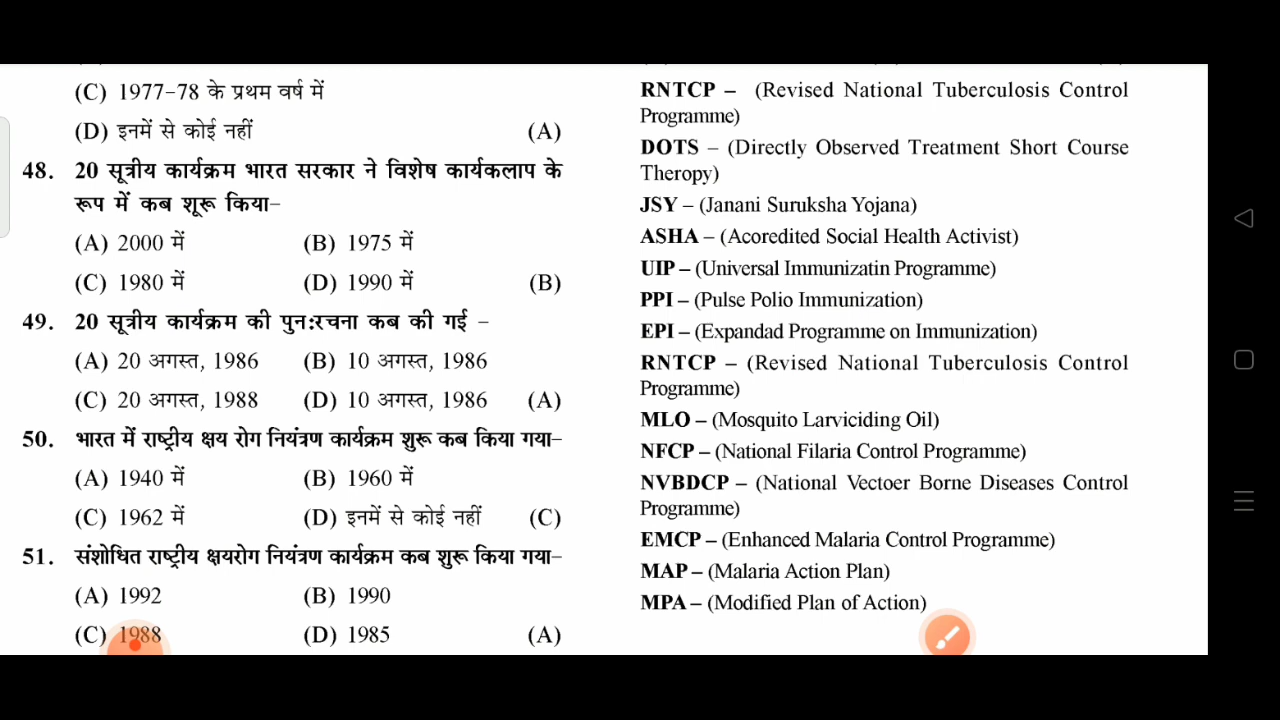 (C) 1977-78 के प्रथम वर्ष में
(D) इनमें से कोई नहीं (A)
48. 20 सूत्रीय कार्यक्रम भारत सरकार ने विशेष कार्यकलाप के
रूप में कब शूरू किया-
(A) 2000 में (B) 1975 में
(C) 1980 में (D) 1990 में (B)
49. 20 सूत्रीय कार्यक्रम की पुन:रचना कब की गई -
(A) 20 अगस्त, 1986 (B) 10 अगस्त, 1986
(C) 20 अगस्त, 1988 (D) 10 अगस्त, 1986 (A)
50. भारत में राष्ट्रीय क्षय रोग नियंत्रण कार्यक्रम शुरू कब किया गया-
(A) 1940 में (B) 1960 में
(C) 1962 में (D) इनमें से कोई नहीं (C)
51. संशोधित राष्ट्रीय क्षयरोग नियंत्रण कार्यक्रम कब शुरू किया गया-
(A) 1992 (B) 1990
(C) 1988 (D) 1985 (A)
RNTCP – (Revised National Tuberculosis Control
Programme)
DOTS – (Directly Observed Treatment Short Course
Theropy)
JSY – (Janani Suruksha Yojana)
ASHA – (Acoredited Social Health Activist)
UIP – (Universal Immunizatin Programme)
PPI – (Pulse Polio Immunization)
EPI – (Expandad Programme on Immunization)
RNTCP – (Revised National Tuberculosis Control
Programme)
MLO – (Mosquito Larviciding Oil)
NFCP – (National Filaria Control Programme)
NVBDCP – (National Vectoer Borne Diseases Control
Programme)
EMCP – (Enhanced Malaria Control Programme)
MAP – (Malaria Action Plan)
MPA – (Modified Plan of Action)